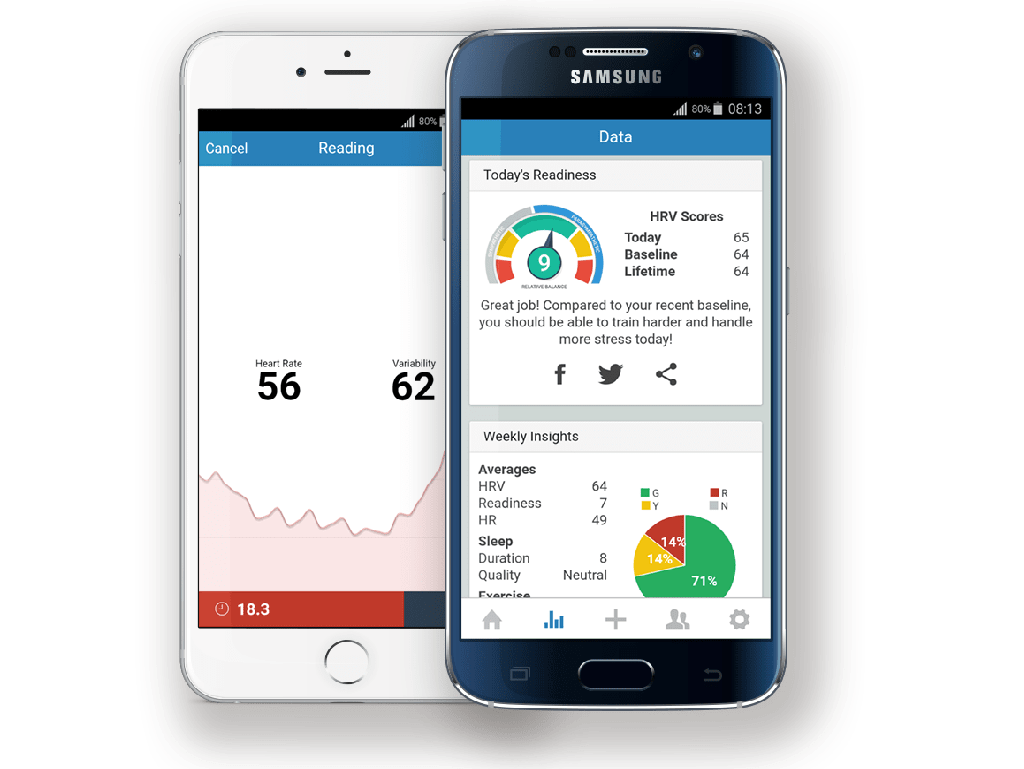 80%
Cancel
Reading
Heart Rate
56
Variability
62
18.3
SAMSUNG
80% 08:13
Data
Today's Readiness
9
RELATIVE BALANCE
HRV Scores
Today 65
Baseline 64
Lifetime 64
Great job! Compared to your recent baseline,
you should be able to train harder and handle
more stress today!
Weekly Insights
Averages
HRV 64
Readiness 7
HR 49
Sleep
Duration 8
Quality Neutral
Exercise
G R
Y N
14%
14%
71%